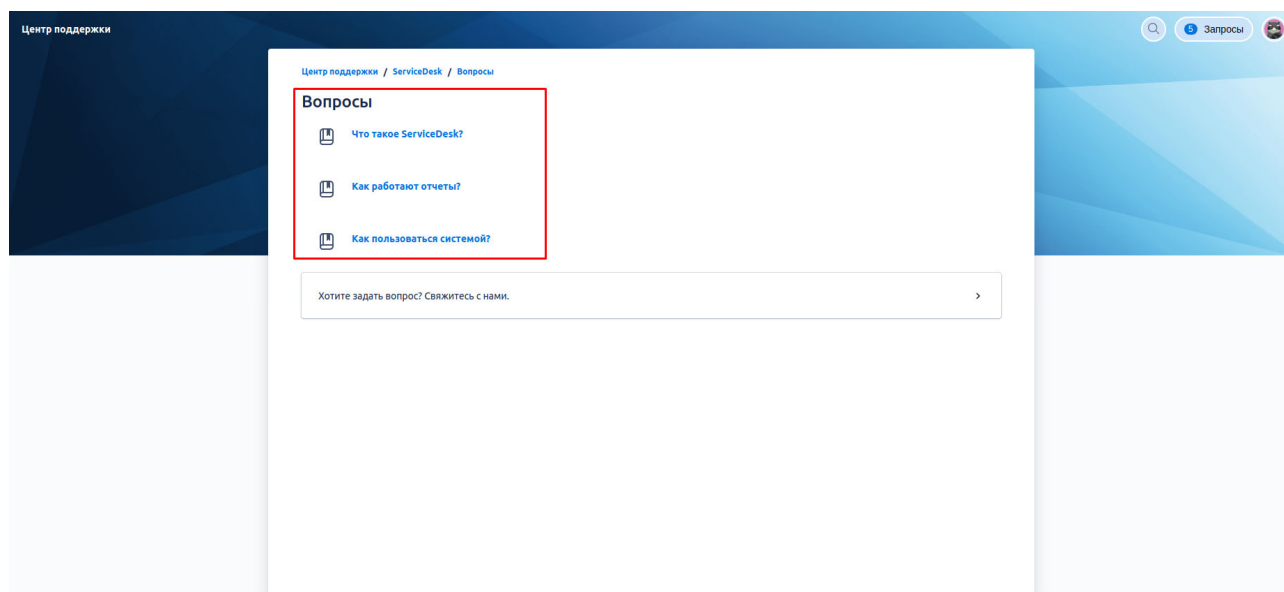 Центр поддержки
5 Запросы
Центр поддержки / ServiceDesk / Вопросы
Вопросы
Что такое ServiceDesk?
Как работают отчеты?
Как пользоваться системой?
Хотите задать вопрос? Свяжитесь с нами.